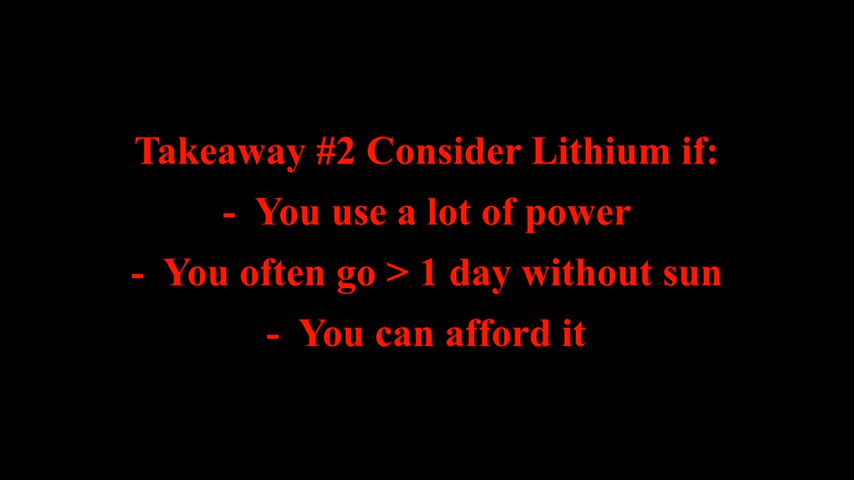 Takeaway #2 Consider Lithium if:
- You use a lot of power
- You often go > 1 day without sun
- You can afford it